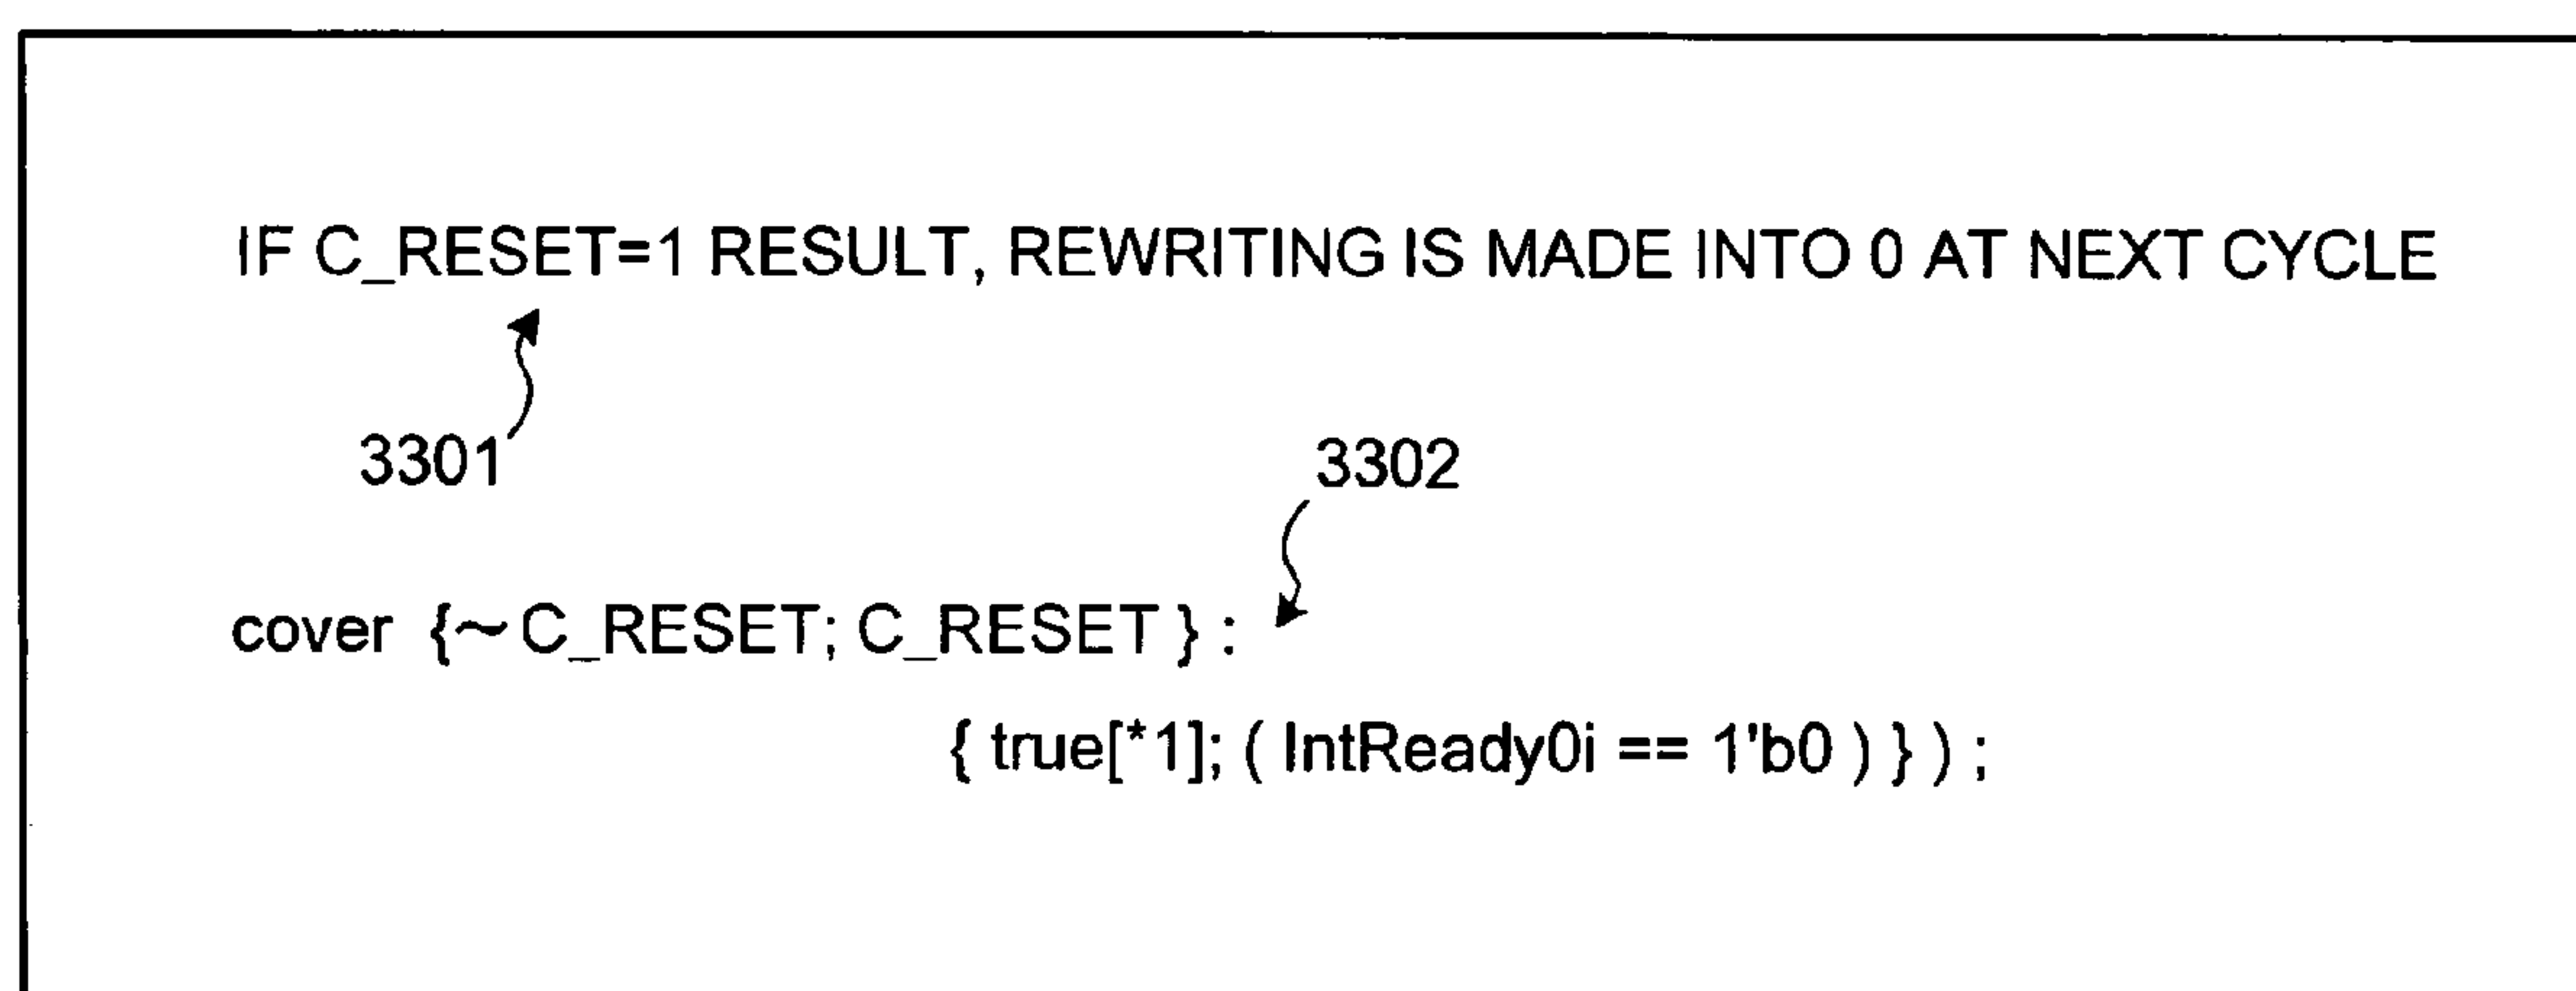 IF C_RESET=1 RESULT, REWRITING IS MADE INTO 0 AT NEXT CYCLE
3301
3302
cover {~C_RESET; C_RESET } :
{ true[*1]; ( IntReady0i == 1'b0 ) } ) ;